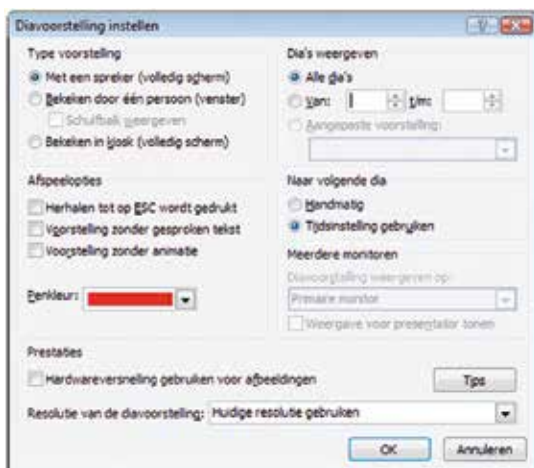 Diavoorstelling instellen
Type voorstelling
Met een spreker (volledig scherm)
Bekeken door één persoon (venster)
Schuifbalk weergeven
Bekeken in kiosk (volledig scherm)
Dia's weergeven
Alle dia's
Van: t/m:
Aangepaste voorstelling:
Afspeelopties
Herhalen tot op ESC wordt gedrukt
Voorstelling zonder gesproken tekst
Voorstelling zonder animatie
Penkleur:
Naar volgende dia
Handmatig
Tijdsinstelling gebruiken
Meerdere monitoren
Diavoorstelling weergeven op:
Primaire monitor
Weergave voor presentator tonen
Prestaties
Hardwareversnelling gebruiken voor afbeeldingen
Tips
Resolutie van de diavoorstelling: Huidige resolutie gebruiken
OK Annuleren